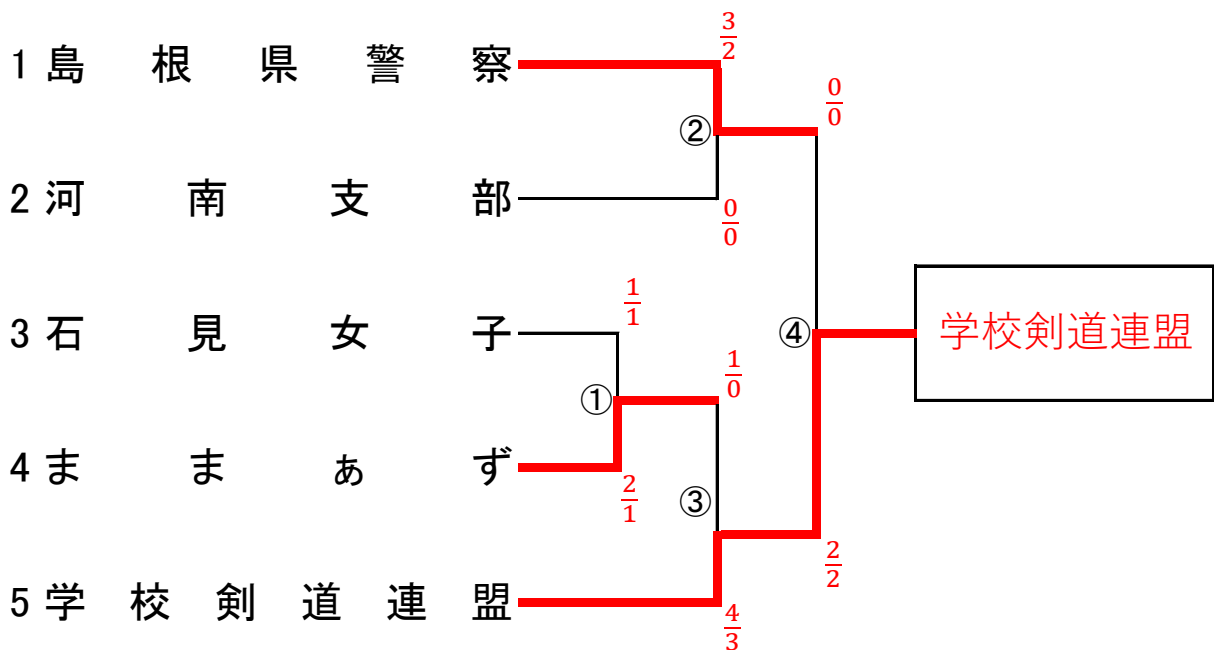 3/2
1 島根県警察
0/0
②
2 河南支部
0/0
1/1
3 石見女子
④
学校剣道連盟
1/0
①
4 ままぁず
2/1
③
2/2
5 学校剣道連盟
4/3